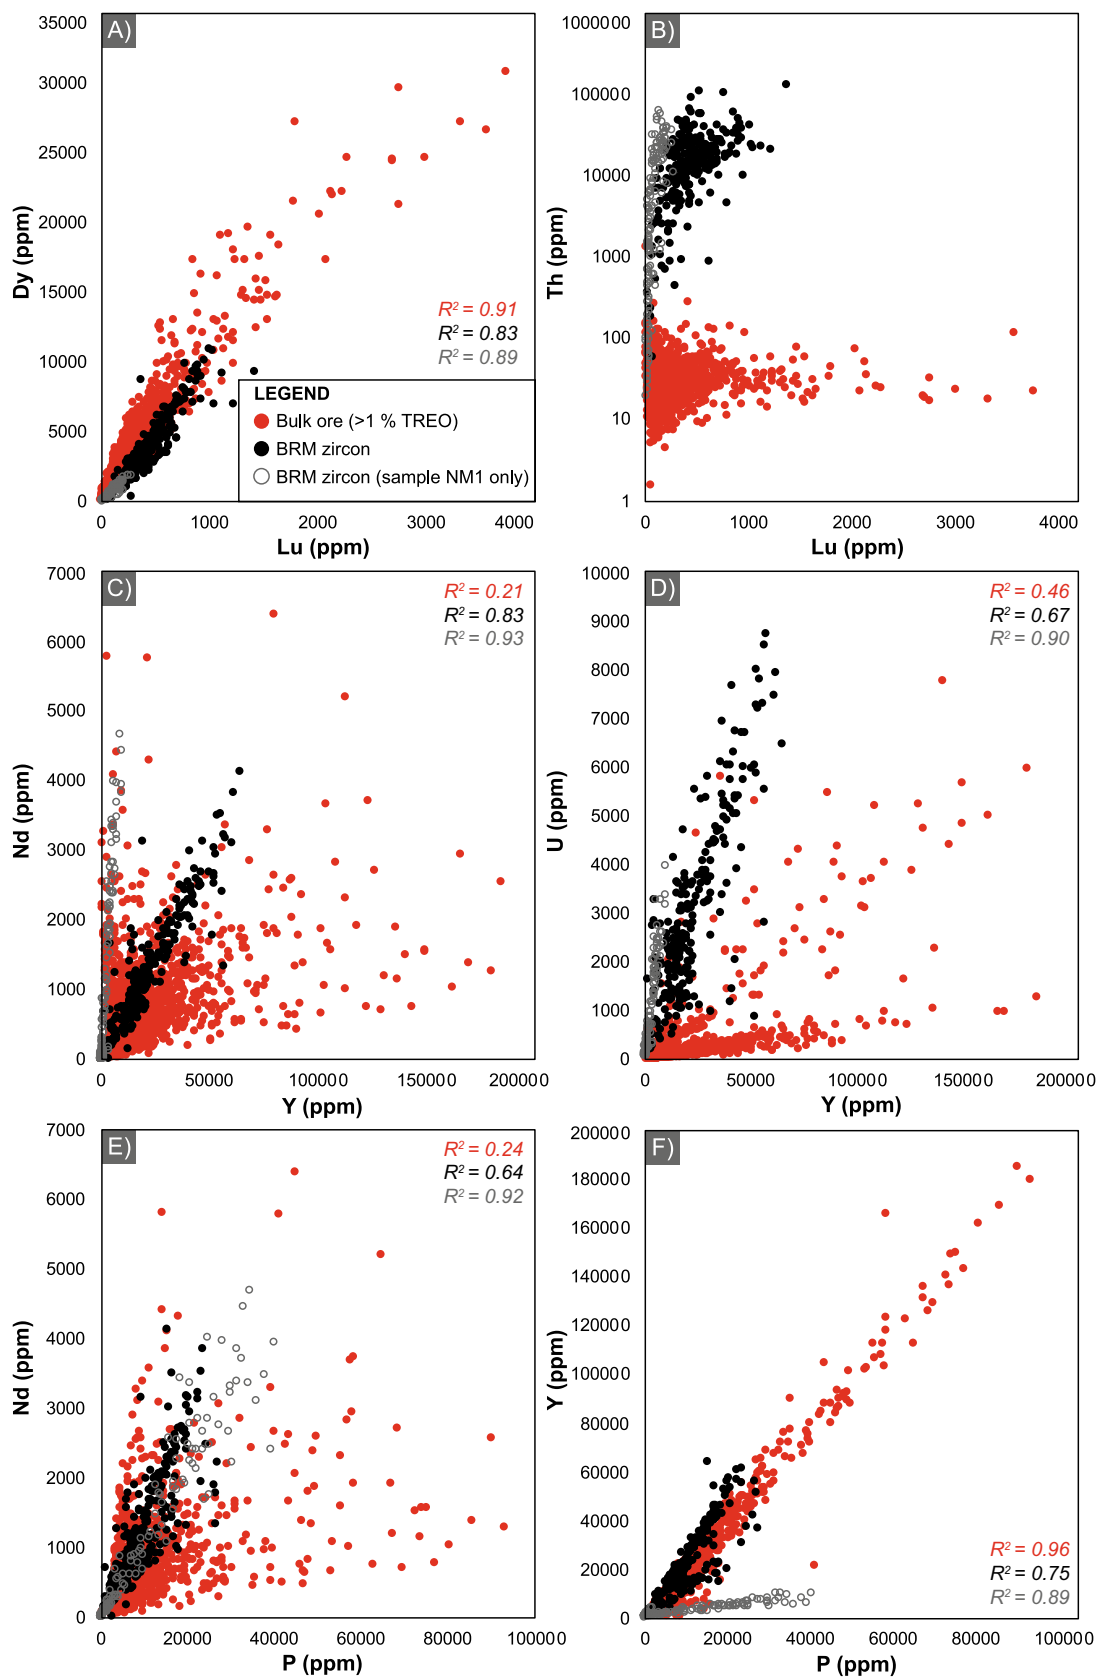 A)
35000
30000
25000
20000
15000
10000
5000
0
Dy (ppm)
R² = 0.91
R² = 0.83
R² = 0.89
LEGEND
Bulk ore (>1 % TREO)
BRM zircon
BRM zircon (sample NM1 only)
0 1000 2000 3000 4000
Lu (ppm)
B)
1000000
100000
10000
1000
100
10
1
Th (ppm)
0 1000 2000 3000 4000
Lu (ppm)
C)
7000
6000
5000
4000
3000
2000
1000
0
Nd (ppm)
R² = 0.21
R² = 0.83
R² = 0.93
0 50000 100000 150000 200000
Y (ppm)
D)
10000
9000
8000
7000
6000
5000
4000
3000
2000
1000
0
U (ppm)
R² = 0.46
R² = 0.67
R² = 0.90
0 50000 100000 150000 200000
Y (ppm)
E)
7000
6000
5000
4000
3000
2000
1000
0
Nd (ppm)
R² = 0.24
R² = 0.64
R² = 0.92
0 20000 40000 60000 80000 100000
P (ppm)
F)
200000
180000
160000
140000
120000
100000
80000
60000
40000
20000
0
Y (ppm)
R² = 0.96
R² = 0.75
R² = 0.89
0 20000 40000 60000 80000 100000
P (ppm)